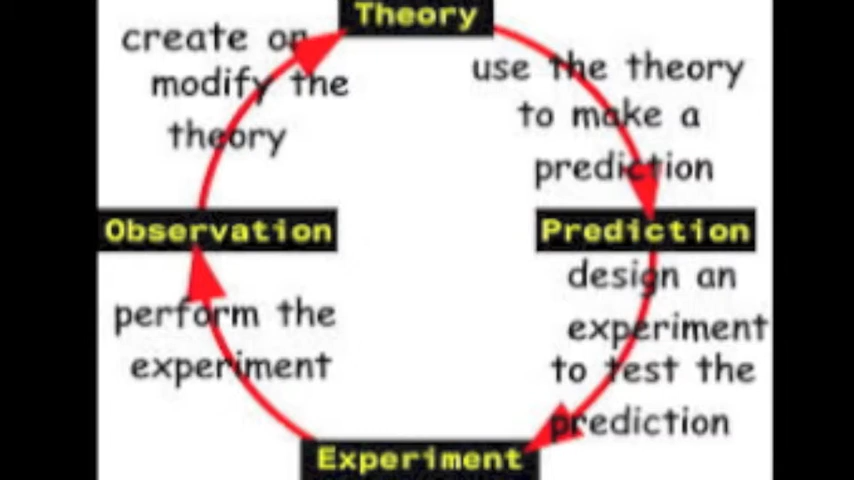 Theory
create or
modify the
theory
use the theory
to make a
prediction
Observation
Prediction
design an
experiment
to test the
prediction
perform the
experiment
Experiment